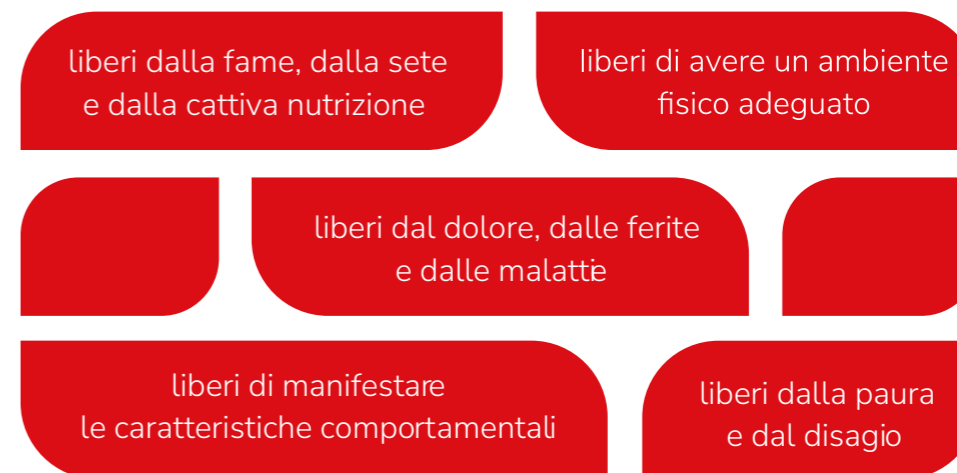 liberi dalla fame, dalla sete
e dalla cattiva nutrizione
liberi di avere un ambiente
fisico adeguato
liberi dal dolore, dalle ferite
e dalle malattie
liberi di manifestare
le caratteristiche comportamentali
liberi dalla paura
e dal disagio